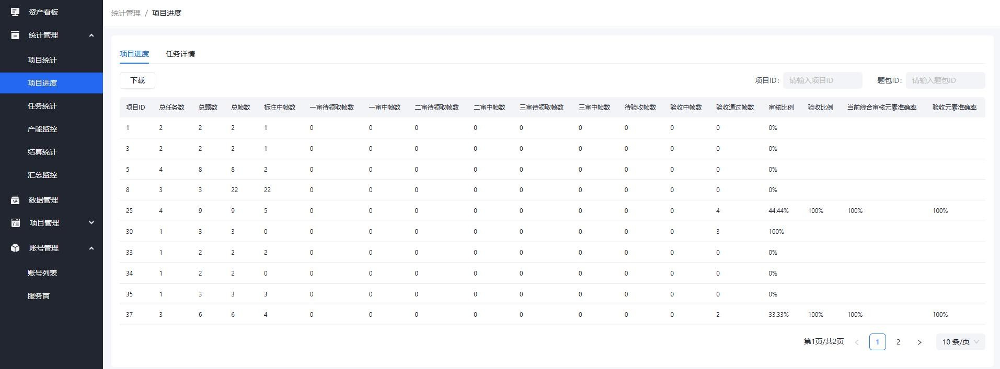 资产看板
统计管理
项目统计
项目进度
任务统计
产能监控
结算统计
汇总监控
数据管理
项目管理
账号管理
账号列表
服务商
统计管理 / 项目进度
项目进度 任务详情
下载 项目ID: 请输入项目ID 题包ID: 请输入题包ID
项目ID 总任务数 总题数 总帧数 标注中帧数 一审待领取帧数 一审中帧数 二审待领取帧数 二审中帧数 三审待领取帧数 三审中帧数 待验收帧数 验收中帧数 验收通过帧数 审核比例 验收比例 当前综合审核元素准确率 验收元素准确率
1 2 2 2 1 0 0 0 0 0 0 0 0 0 0%
3 2 2 2 1 0 0 0 0 0 0 0 0 0 0%
5 4 8 8 2 0 0 0 0 0 0 0 0 0 0%
8 3 3 22 22 0 0 0 0 0 0 0 0 0 0%
25 4 9 9 5 0 0 0 0 0 0 0 0 4 44.44% 100% 100% 100%
30 1 3 3 0 0 0 0 0 0 0 0 0 3 100%
33 1 2 2 2 0 0 0 0 0 0 0 0 0 0%
34 1 2 2 0 0 0 0 0 0 0 0 0 0 0%
35 1 3 3 3 0 0 0 0 0 0 0 0 0 0%
37 3 6 6 4 0 0 0 0 0 0 0 0 2 33.33% 100% 100% 100%
第1页/共2页 < 1 2 > 10 条/页